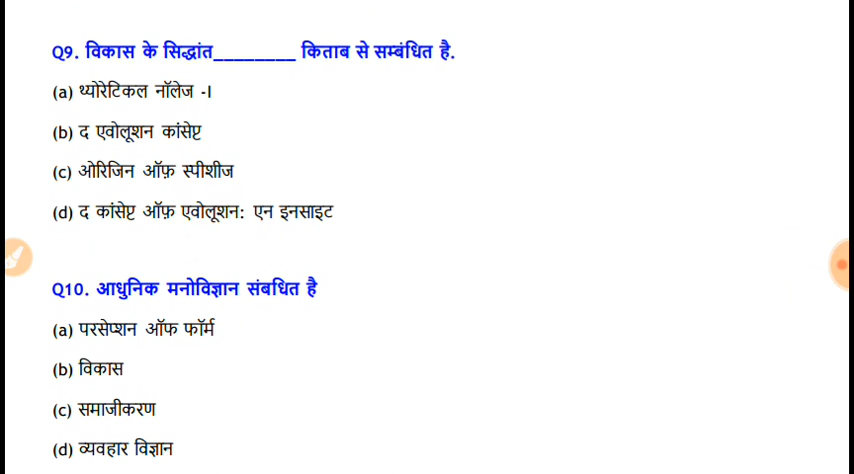 Q9. विकास के सिद्धांत________ किताब से सम्बंधित है.
(a) थ्योरेटिकल नॉलेज -I
(b) द एवोलूशन कांसेप्ट
(c) ओरिजिन ऑफ़ स्पीशीज
(d) द कांसेप्ट ऑफ़ एवोलूशन: एन इनसाइट
Q10. आधुनिक मनोविज्ञान संबधित है
(a) परसेप्शन ऑफ फॉर्म
(b) विकास
(c) समाजीकरण
(d) व्यवहार विज्ञान